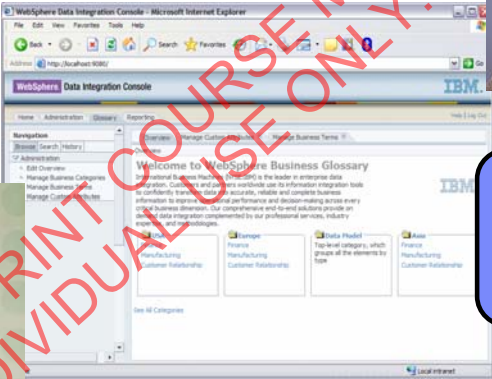 WebSphere Data Integration Console - Microsoft Internet Explorer
File Edit View Favorites Tools Help
Back Search Favorites
Address http://localhost:9080/ Go
WebSphere. Data Integration Console IBM.
Home Administration Glossary Reporting Help | Log Out
Navigation
Browse Search History
Overview Manage Custom Attributes Manage Business Terms
Administration
Edit Overview
Manage Business Categories
Manage Business Terms
Manage Custom Attributes
Overview
Welcome to WebSphere Business Glossary
International Business Machines (NYSE:IBM) is the leader in enterprise data
integration. Customers and partners worldwide use its information integration tools
to confidently transform data into accurate, reliable and complete business
information to improve operational performance and decision-making across every
critical business dimension. Our comprehensive end-to-end solutions provide on
demand data integration complemented by our professional services, industry
expertise, and methodologies.
IBM
USA
Manufacturing
Customer Relationship
Europe
Finance
Manufacturing
Customer Relationship
Data Model
Top-level category, which
groups all the elements by
type
Asia
Finance
Manufacturing
Customer Relationship
See All Categories
Local intranet
PRINT COURSE M
INDIVIDUAL USE ONLY.